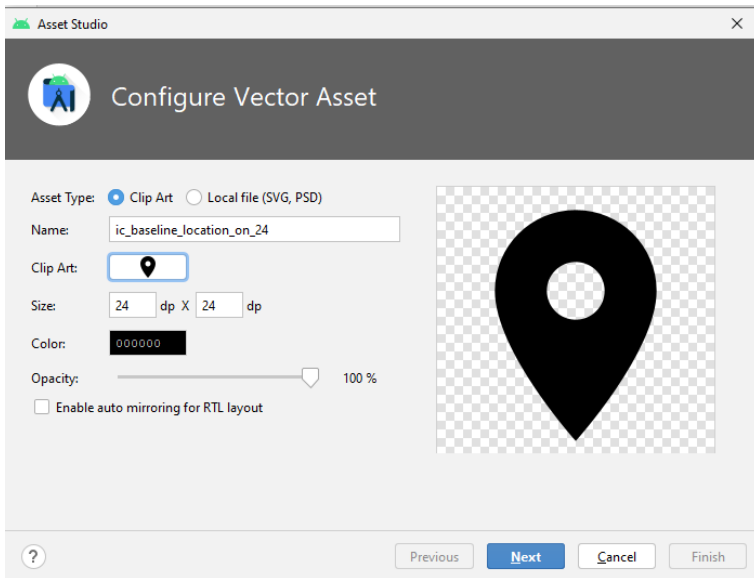 Asset Studio
Configure Vector Asset
Asset Type: Clip Art Local file (SVG, PSD)
Name: ic_baseline_location_on_24
Clip Art:
Size: 24 dp X 24 dp
Color: 000000
Opacity: 100 %
Enable auto mirroring for RTL layout
? Previous Next Cancel Finish